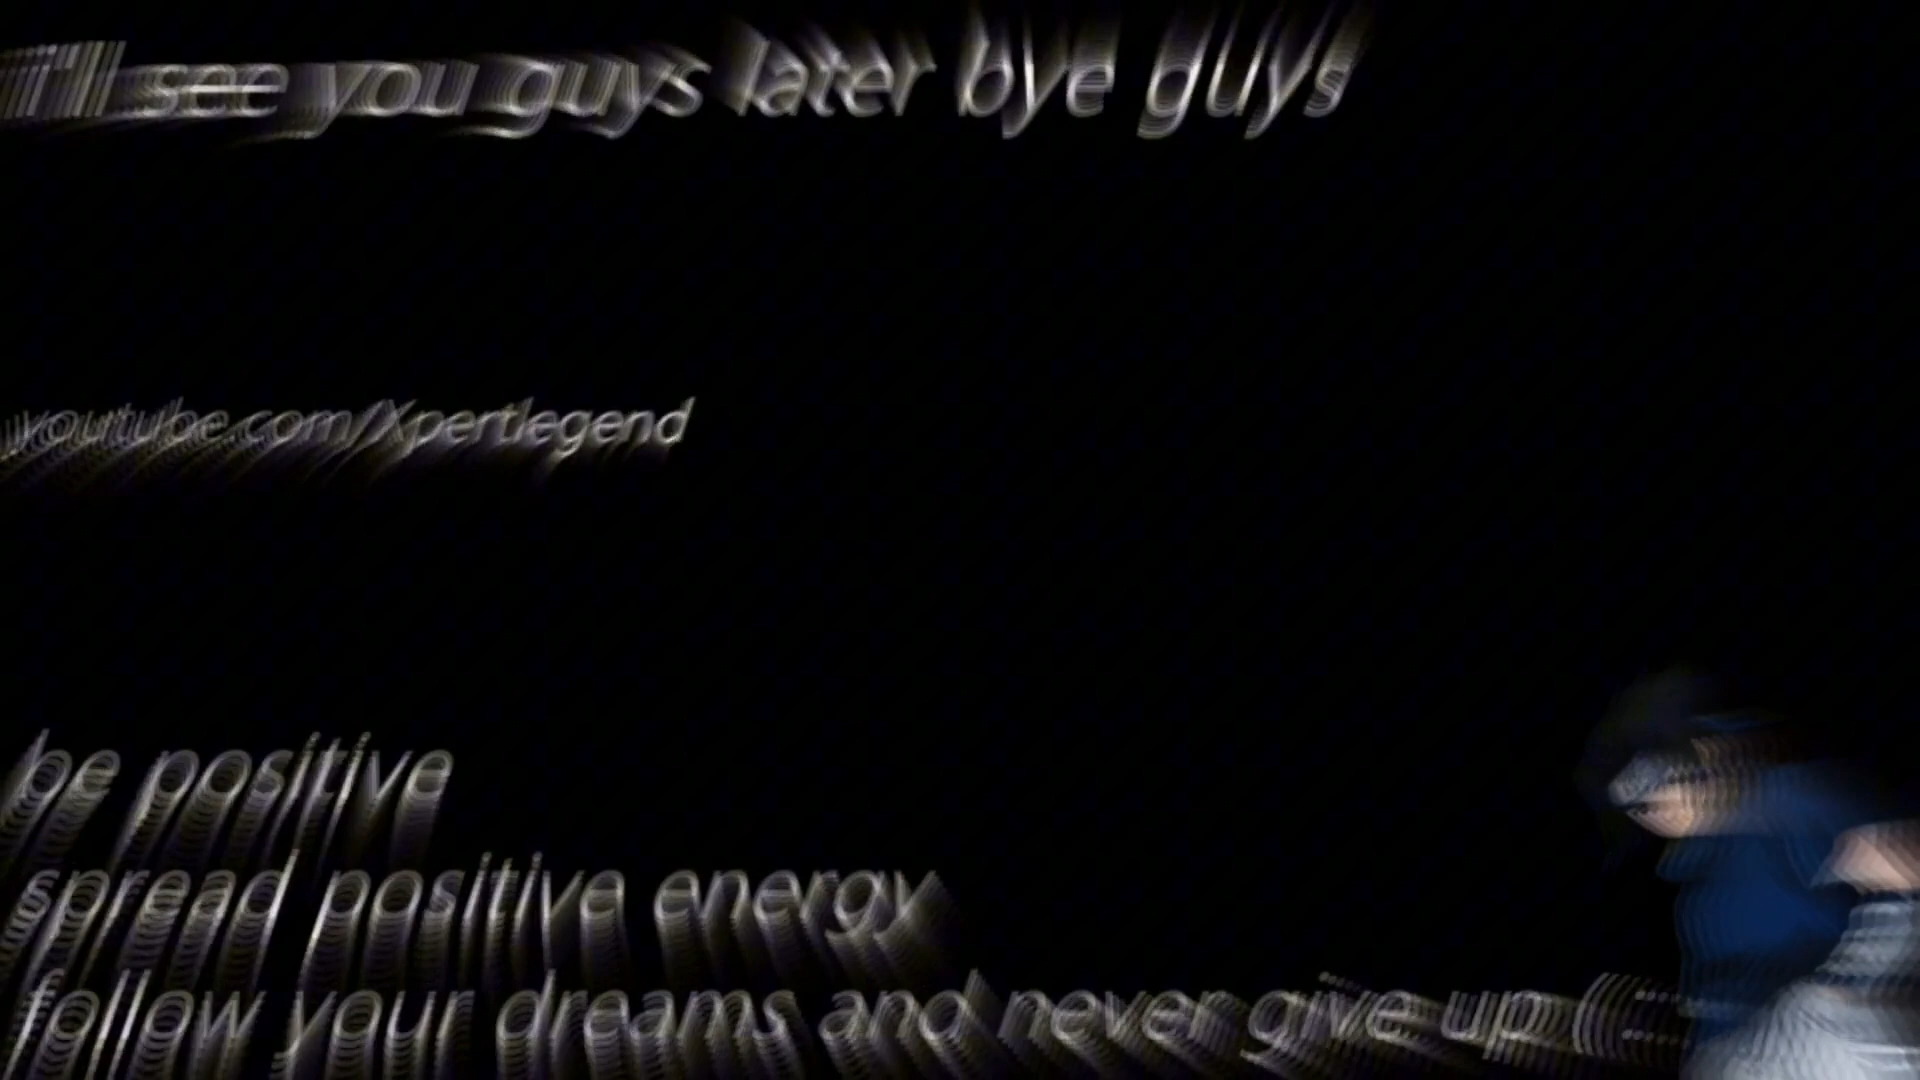 i'll see you guys later bye guys
youtube.com/Xpertlegend
be positive
spread positive energy
follow your dreams and never give up (: